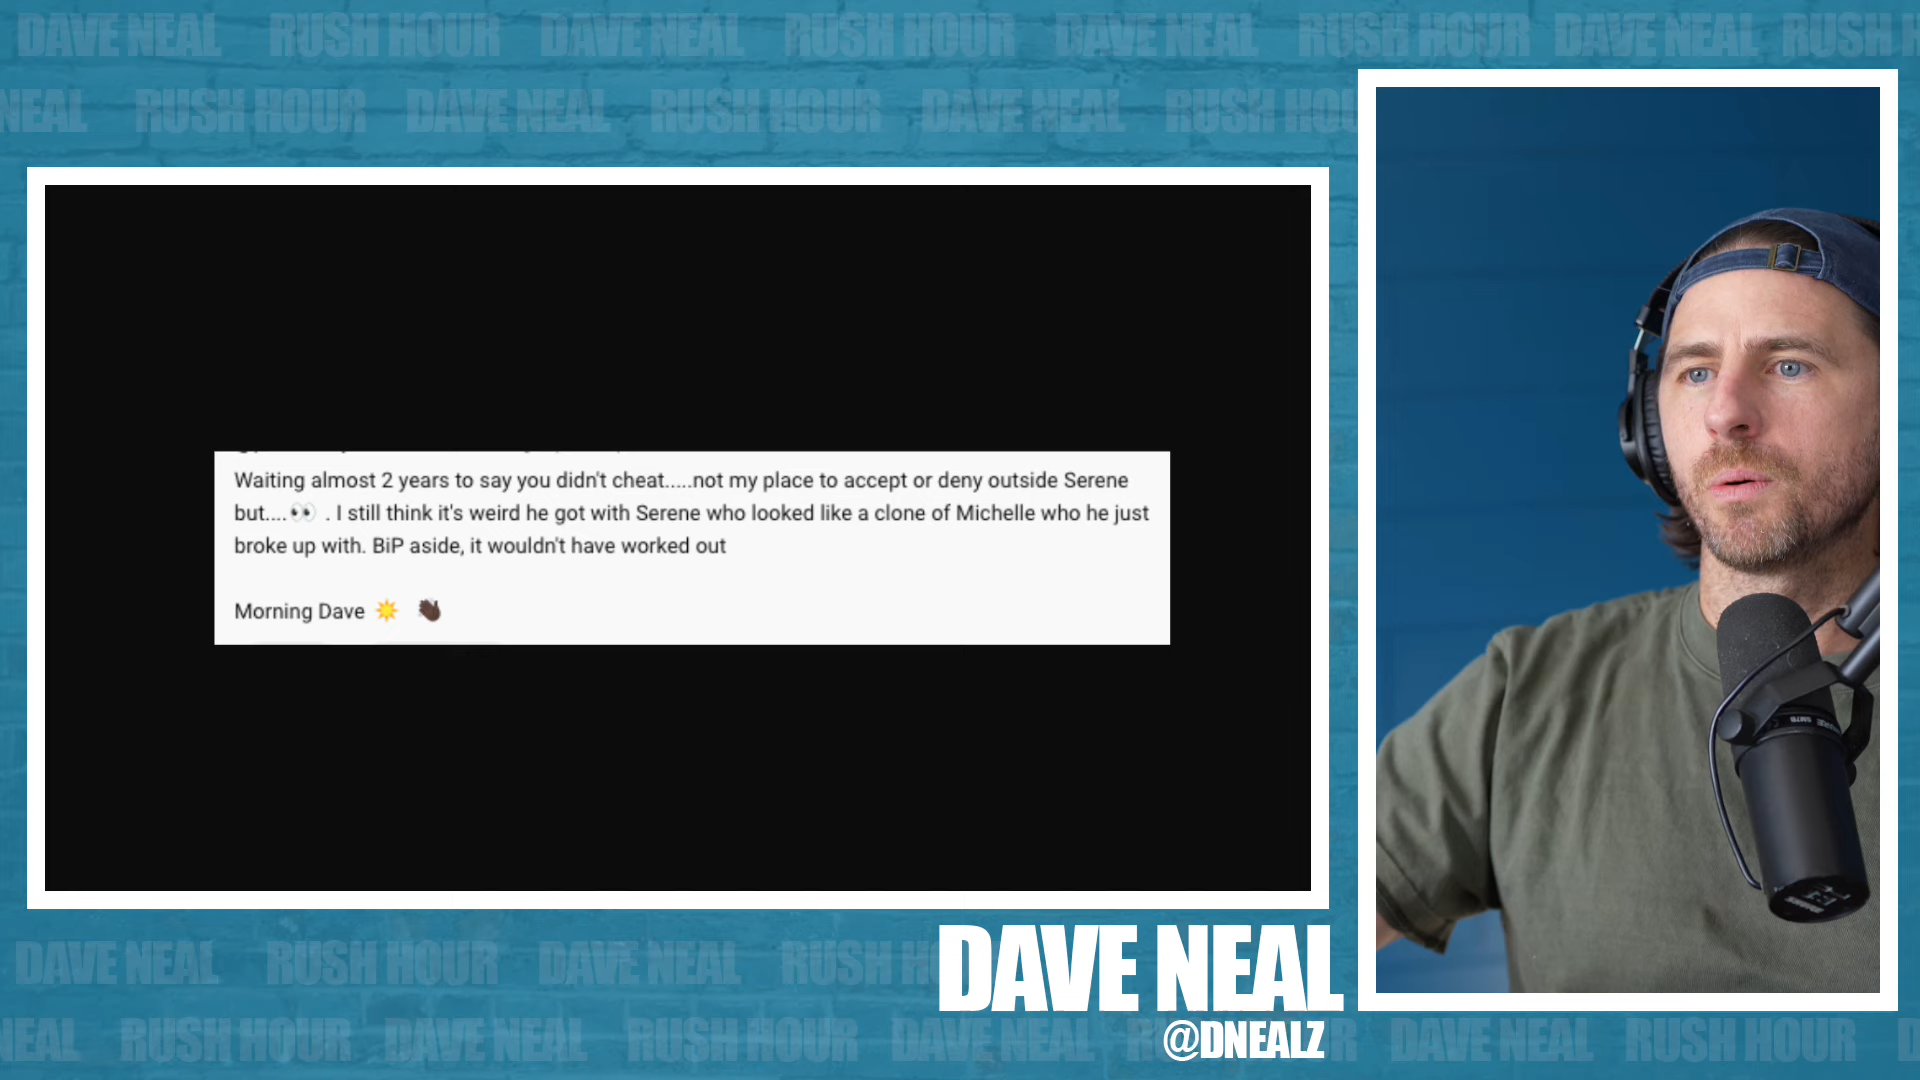 DAVE NEAL RUSH HOUR DAVE NEAL RUSH HOUR DAVE NEAL RUSH HOUR DAVE NEAL RUSH H
NEAL RUSH HOUR DAVE NEAL RUSH HOUR DAVE NEAL RUSH HOU
Waiting almost 2 years to say you didn't cheat.....not my place to accept or deny outside Serene
but....👀 . I still think it's weird he got with Serene who looked like a clone of Michelle who he just
broke up with. BiP aside, it wouldn't have worked out
Morning Dave ☀️ 👋🏿
DAVE NEAL RUSH HOUR DAVE NEAL RUSH H
DAVE NEAL
@DNEALZ
NEAL RUSH HOUR DAVE NEAL RUSH HOUR DAVE NEAL R R DAVE NEAL RUSH HOUR D